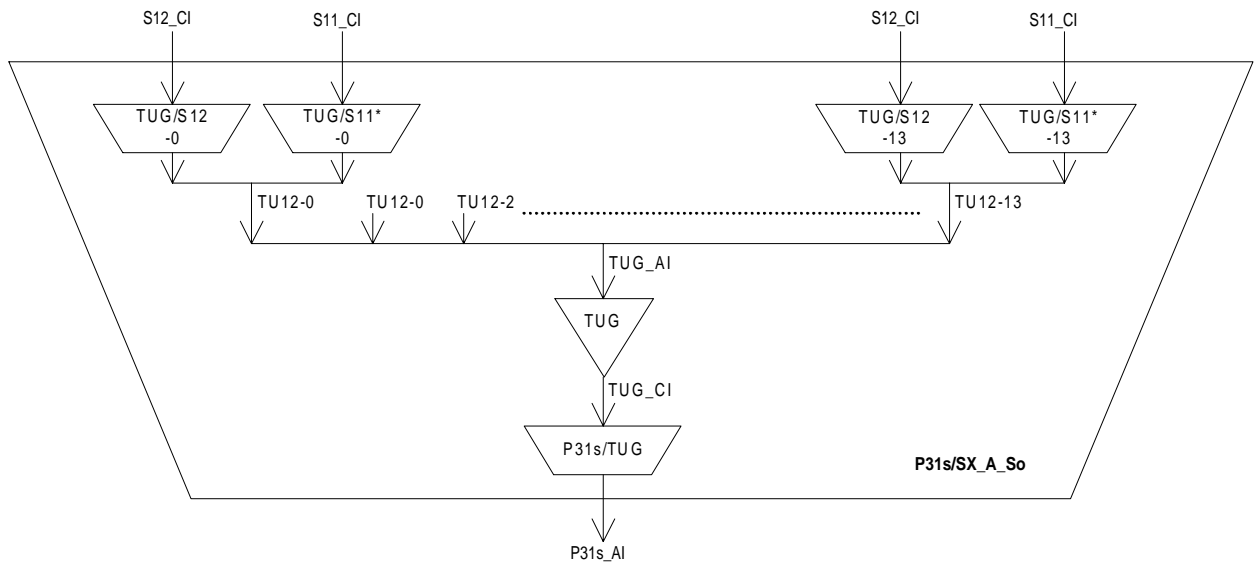 S12_CI
S11_CI
S12_CI
S11_CI
TUG/S12
-0
TUG/S11*
-0
TUG/S12
-13
TUG/S11*
-13
TU12-0
TU12-0
TU12-2
TU12-13
TUG_AI
TUG
TUG_CI
P31s/TUG
P31s/SX_A_So
P31s_AI